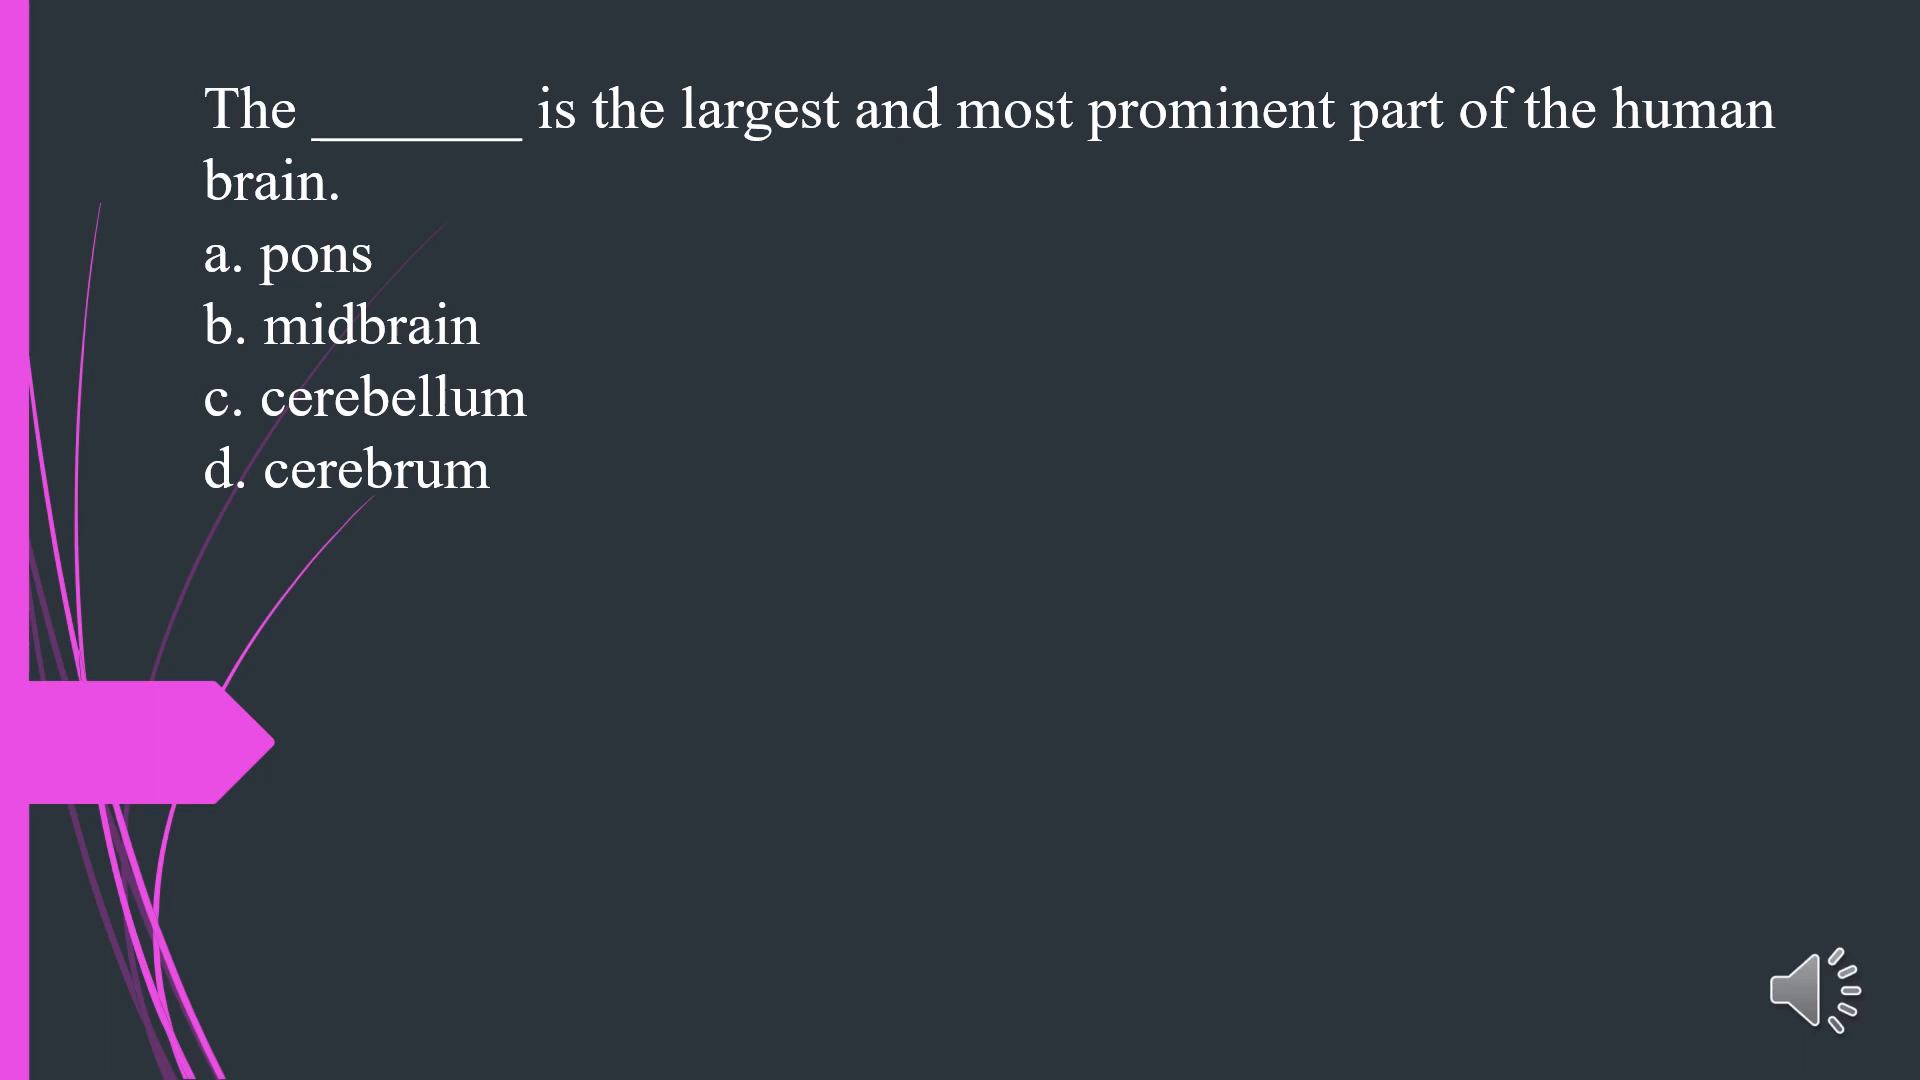 The _______ is the largest and most prominent part of the human
brain.
a. pons
b. midbrain
c. cerebellum
d. cerebrum